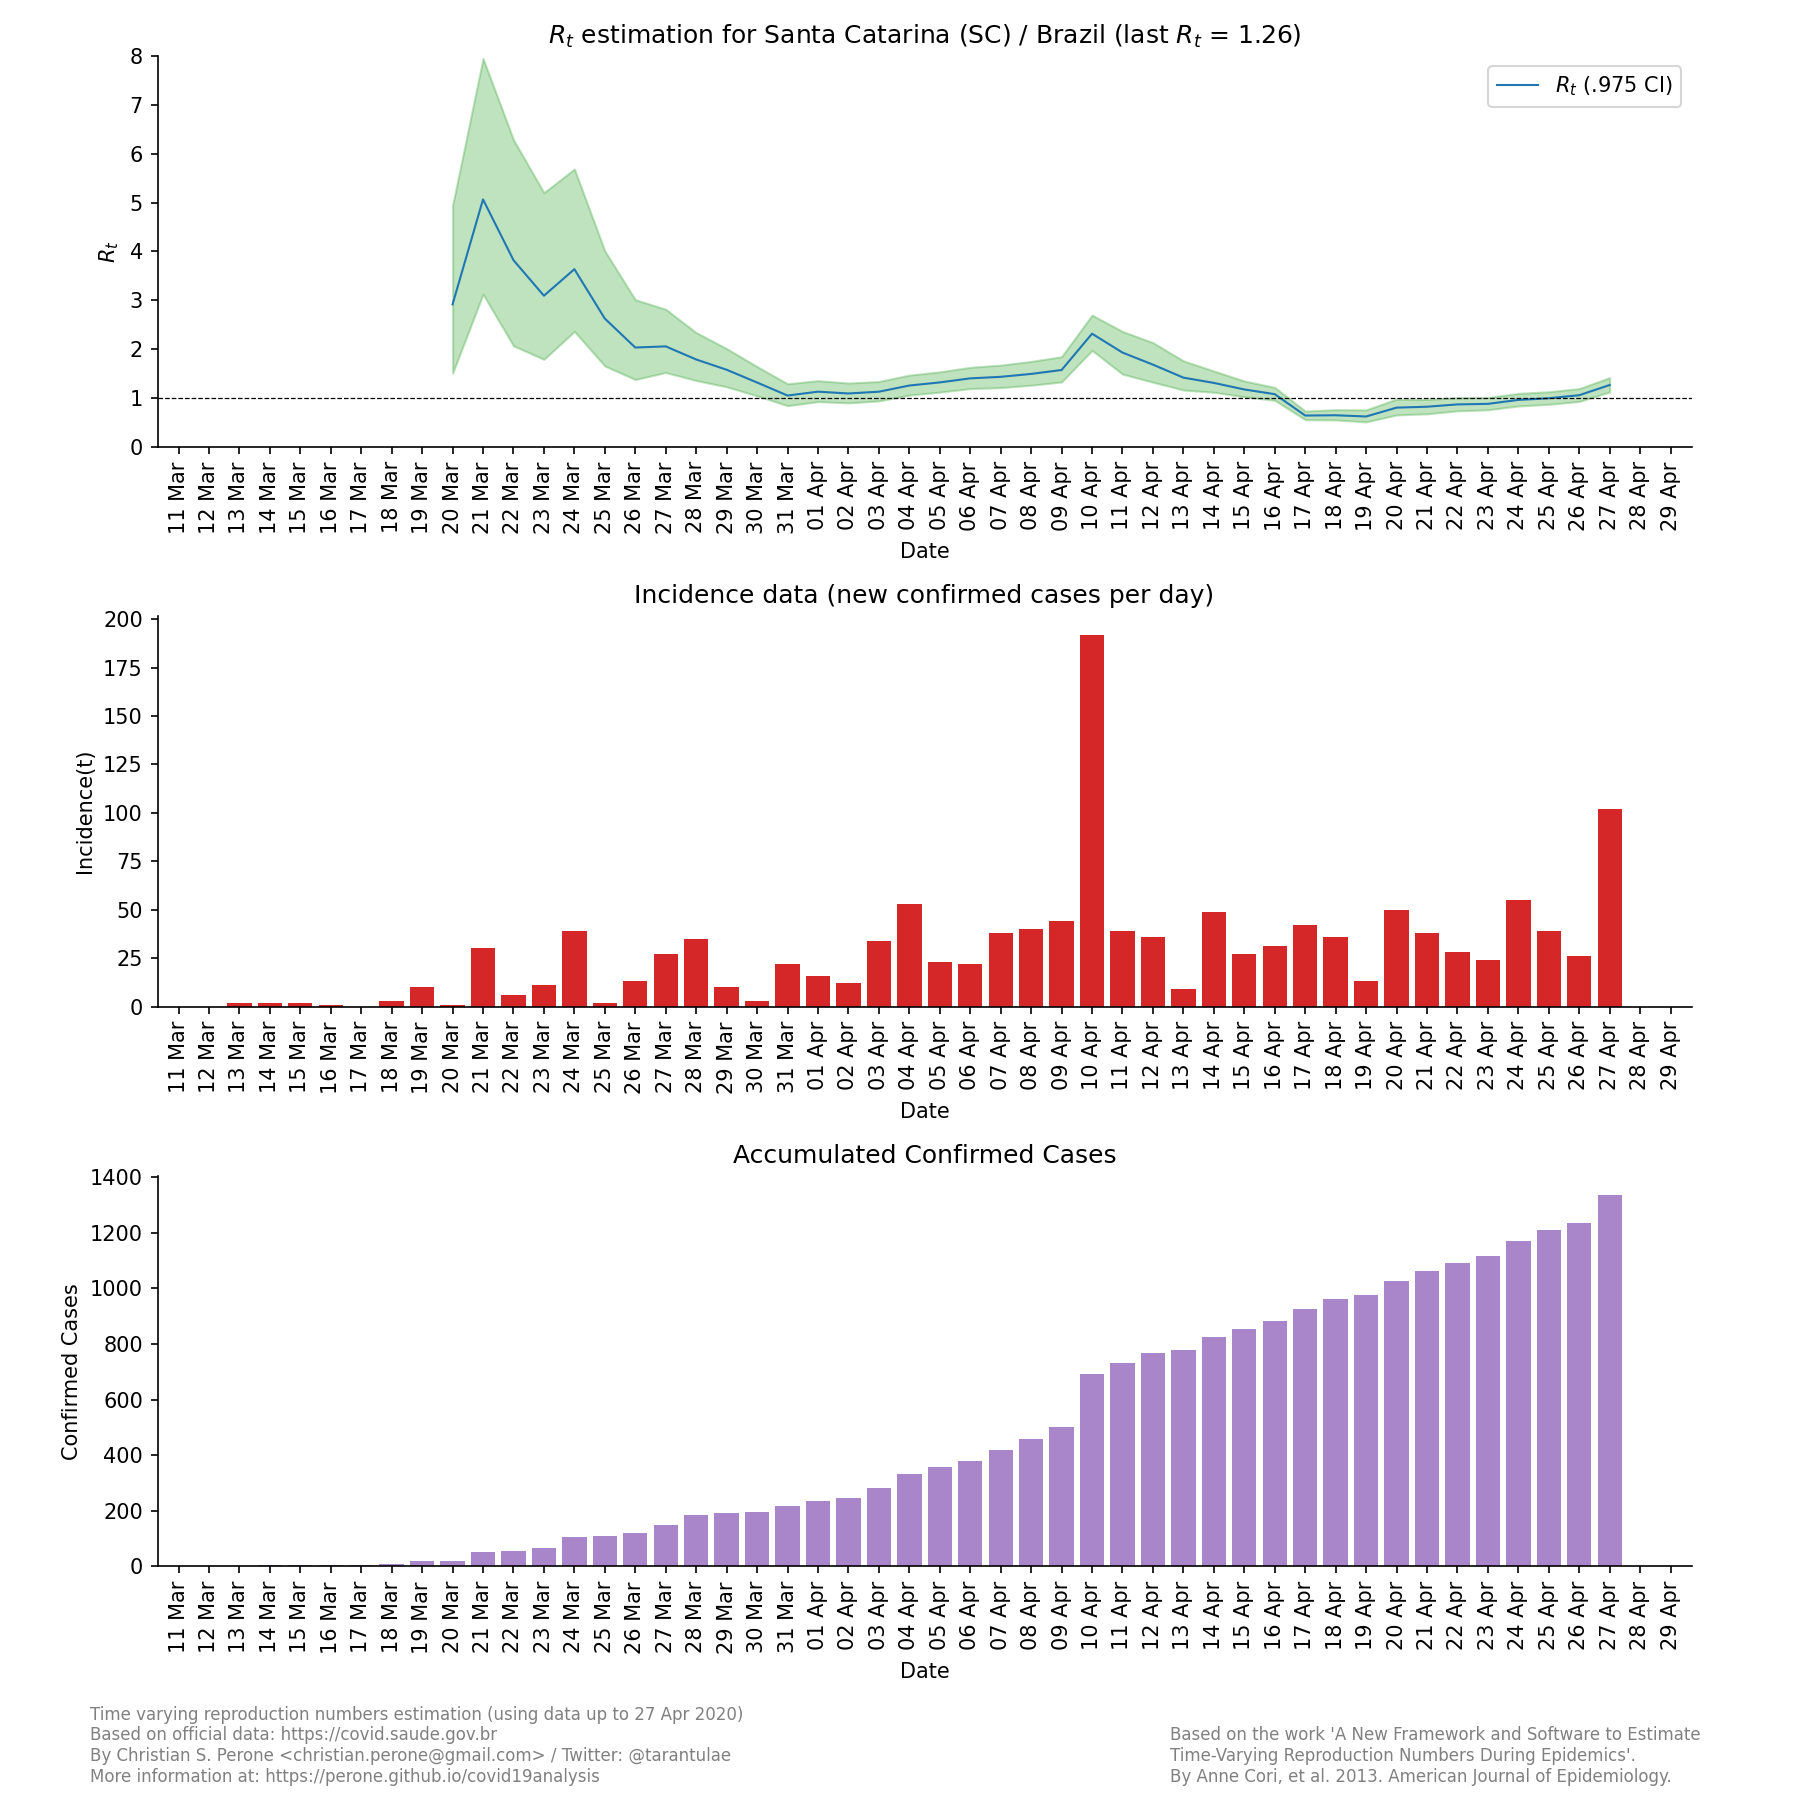 R_t estimation for Santa Catarina (SC) / Brazil (last R_t = 1.26)
8
7
6
5
4
3
2
1
0
R_t
R_t (.975 CI)
11 Mar 12 Mar 13 Mar 14 Mar 15 Mar 16 Mar 17 Mar 18 Mar 19 Mar 20 Mar 21 Mar 22 Mar 23 Mar 24 Mar 25 Mar 26 Mar 27 Mar 28 Mar 29 Mar 30 Mar 31 Mar 01 Apr 02 Apr 03 Apr 04 Apr 05 Apr 06 Apr 07 Apr 08 Apr 09 Apr 10 Apr 11 Apr 12 Apr 13 Apr 14 Apr 15 Apr 16 Apr 17 Apr 18 Apr 19 Apr 20 Apr 21 Apr 22 Apr 23 Apr 24 Apr 25 Apr 26 Apr 27 Apr 28 Apr 29 Apr
Date
Incidence data (new confirmed cases per day)
200
175
150
125
100
75
50
25
0
Incidence(t)
11 Mar 12 Mar 13 Mar 14 Mar 15 Mar 16 Mar 17 Mar 18 Mar 19 Mar 20 Mar 21 Mar 22 Mar 23 Mar 24 Mar 25 Mar 26 Mar 27 Mar 28 Mar 29 Mar 30 Mar 31 Mar 01 Apr 02 Apr 03 Apr 04 Apr 05 Apr 06 Apr 07 Apr 08 Apr 09 Apr 10 Apr 11 Apr 12 Apr 13 Apr 14 Apr 15 Apr 16 Apr 17 Apr 18 Apr 19 Apr 20 Apr 21 Apr 22 Apr 23 Apr 24 Apr 25 Apr 26 Apr 27 Apr 28 Apr 29 Apr
Date
Accumulated Confirmed Cases
1400
1200
1000
800
600
400
200
0
Confirmed Cases
11 Mar 12 Mar 13 Mar 14 Mar 15 Mar 16 Mar 17 Mar 18 Mar 19 Mar 20 Mar 21 Mar 22 Mar 23 Mar 24 Mar 25 Mar 26 Mar 27 Mar 28 Mar 29 Mar 30 Mar 31 Mar 01 Apr 02 Apr 03 Apr 04 Apr 05 Apr 06 Apr 07 Apr 08 Apr 09 Apr 10 Apr 11 Apr 12 Apr 13 Apr 14 Apr 15 Apr 16 Apr 17 Apr 18 Apr 19 Apr 20 Apr 21 Apr 22 Apr 23 Apr 24 Apr 25 Apr 26 Apr 27 Apr 28 Apr 29 Apr
Date
Time varying reproduction numbers estimation (using data up to 27 Apr 2020)
Based on official data: https://covid.saude.gov.br
By Christian S. Perone <christian.perone@gmail.com> / Twitter: @tarantulae
More information at: https://perone.github.io/covid19analysis
Based on the work 'A New Framework and Software to Estimate
Time-Varying Reproduction Numbers During Epidemics'.
By Anne Cori, et al. 2013. American Journal of Epidemiology.